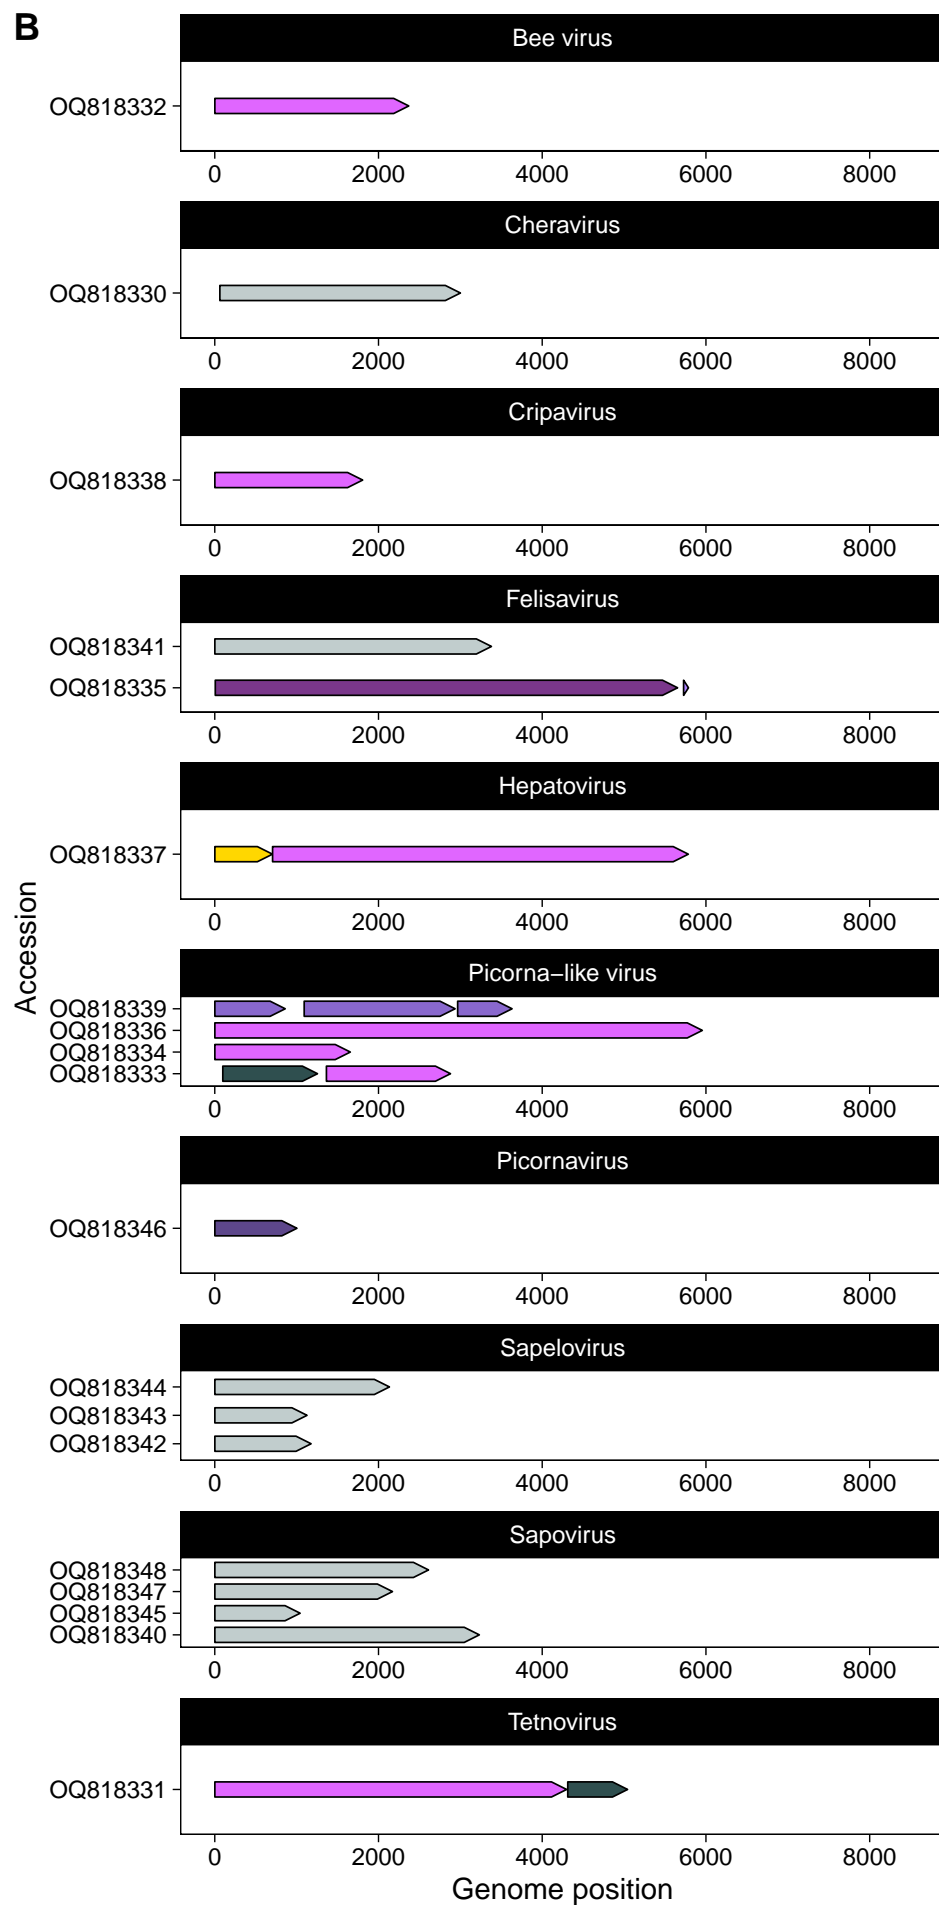 B
Bee virus
OQ818332
0 2000 4000 6000 8000
Cheravirus
OQ818330
0 2000 4000 6000 8000
Cripavirus
OQ818338
0 2000 4000 6000 8000
Felisavirus
OQ818341
OQ818335
0 2000 4000 6000 8000
Hepatovirus
OQ818337
0 2000 4000 6000 8000
Accession
Picorna−like virus
OQ818339
OQ818336
OQ818334
OQ818333
0 2000 4000 6000 8000
Picornavirus
OQ818346
0 2000 4000 6000 8000
Sapelovirus
OQ818344
OQ818343
OQ818342
0 2000 4000 6000 8000
Sapovirus
OQ818348
OQ818347
OQ818345
OQ818340
0 2000 4000 6000 8000
Tetnovirus
OQ818331
0 2000 4000 6000 8000
Genome position